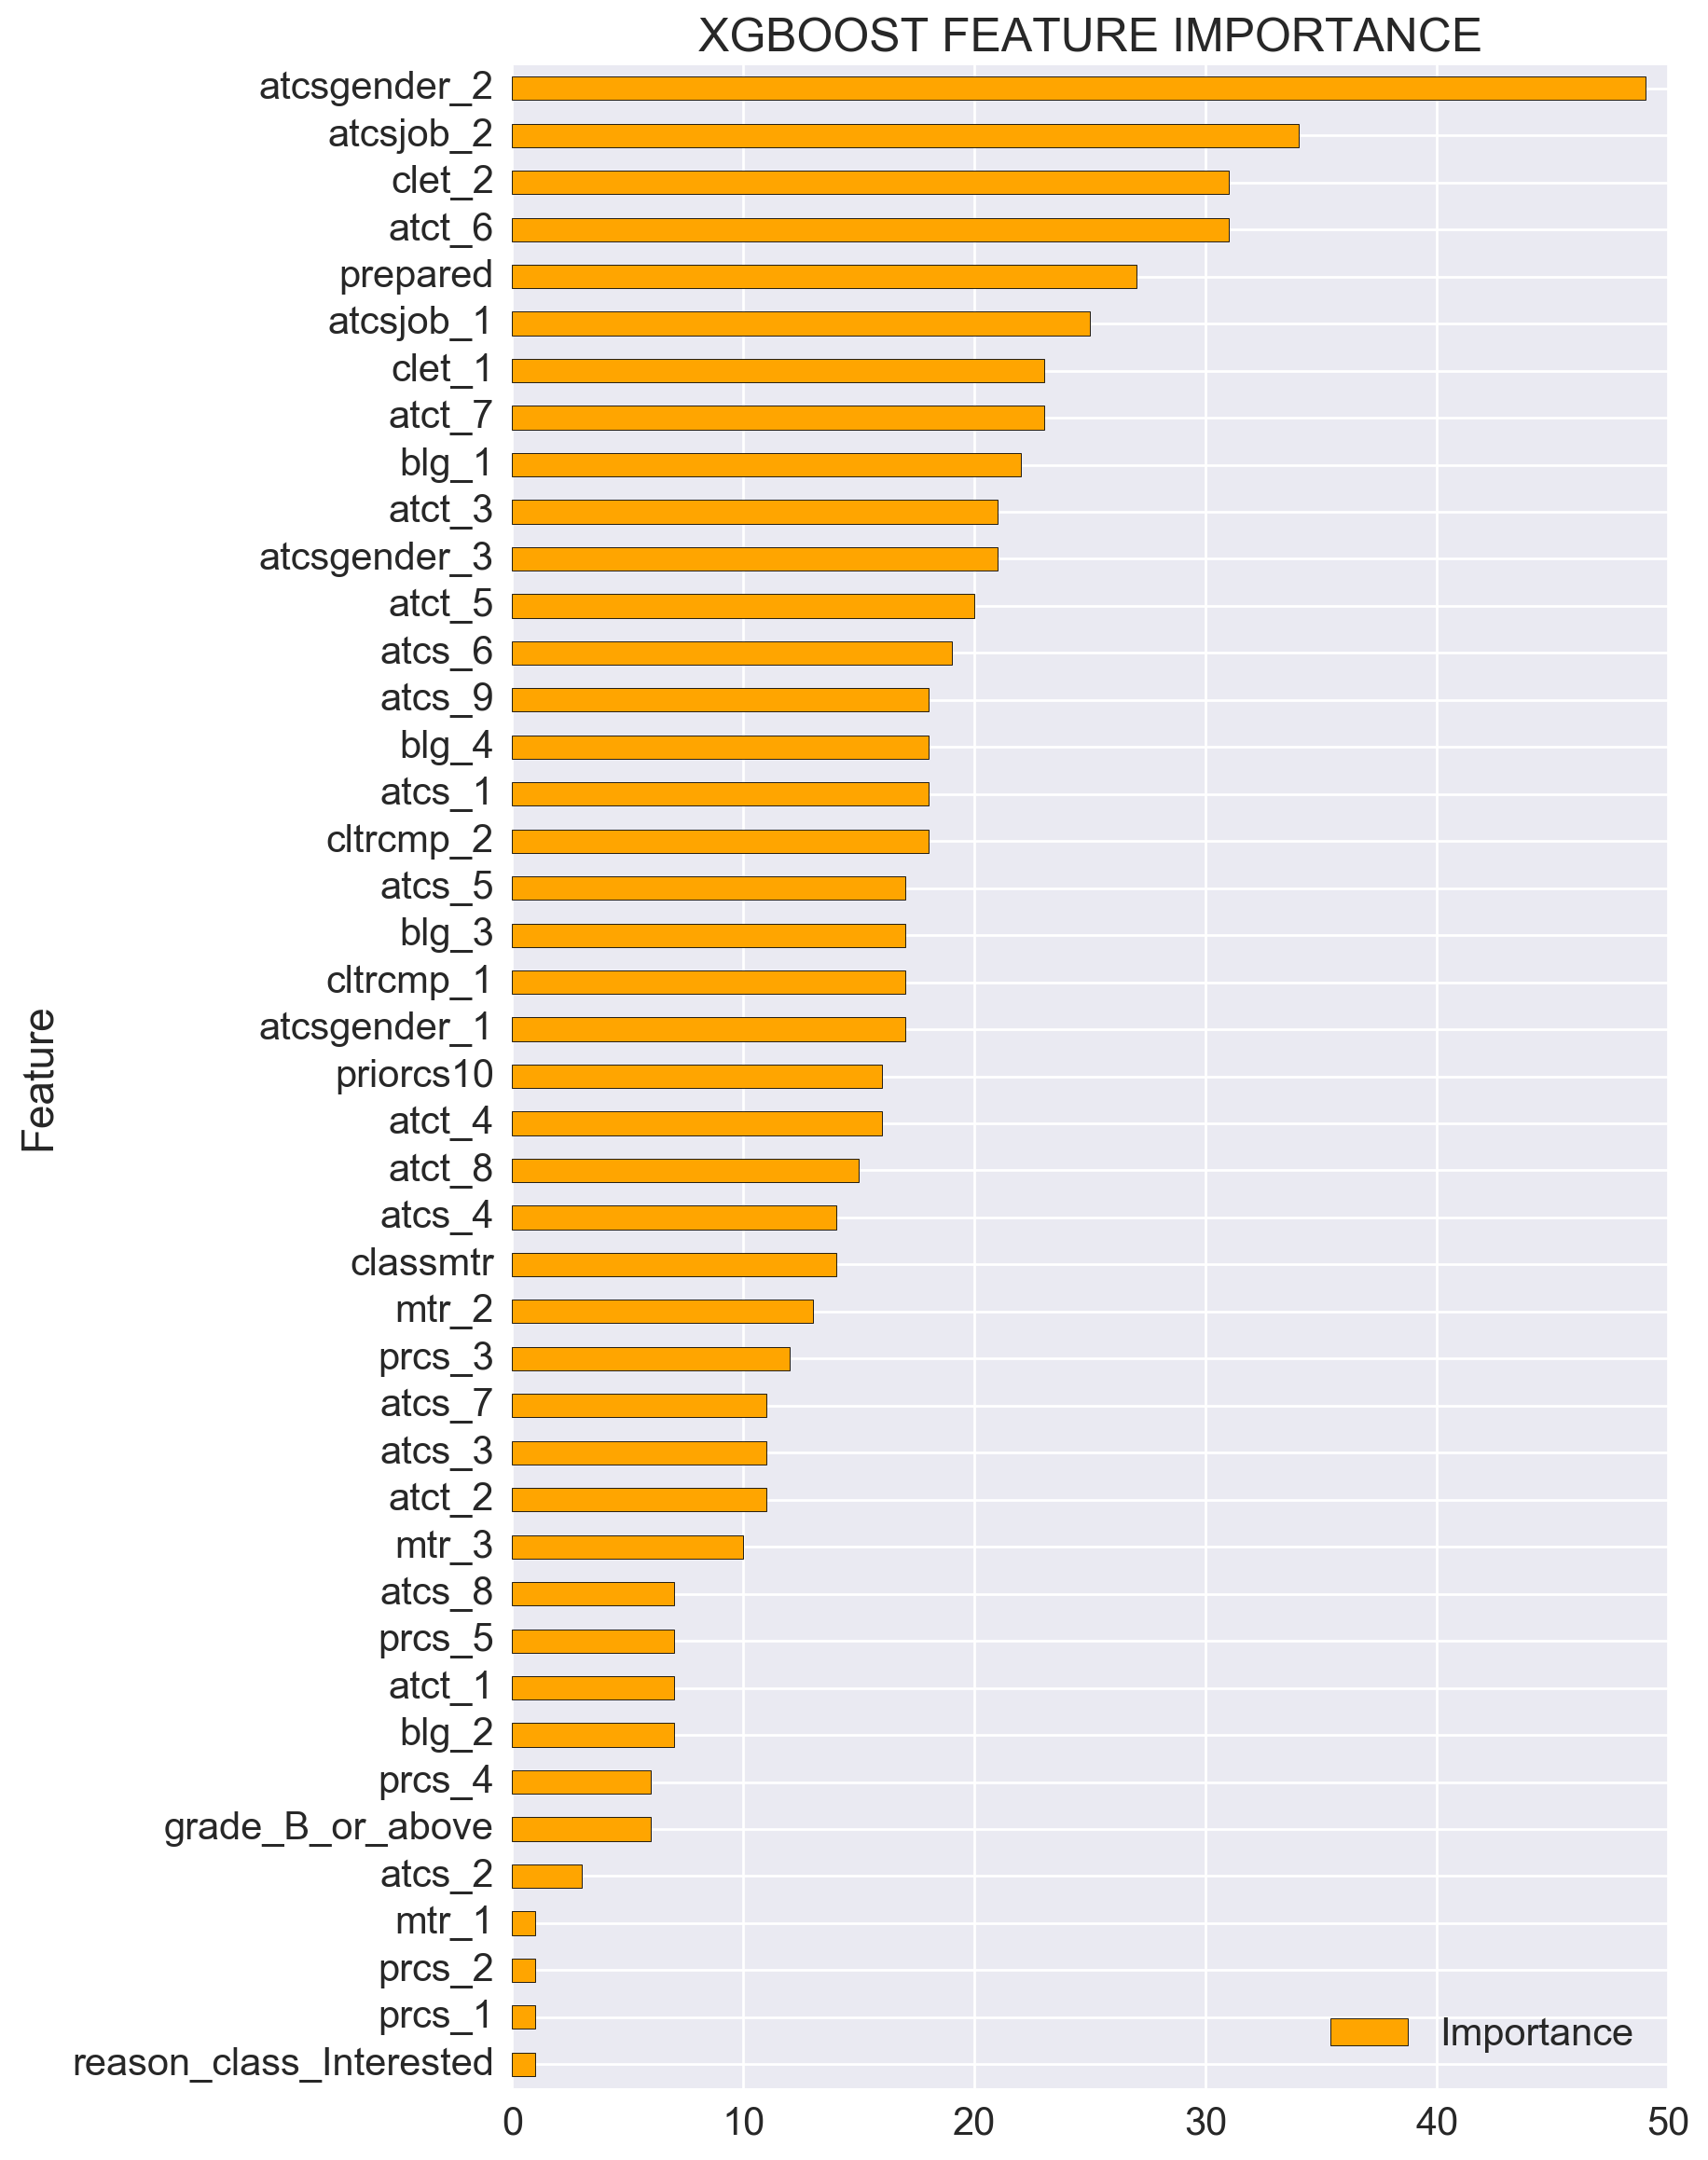 XGBOOST FEATURE IMPORTANCE
atcsgender_2
atcsjob_2
clet_2
atct_6
prepared
atcsjob_1
clet_1
atct_7
blg_1
atct_3
atcsgender_3
atct_5
atcs_6
atcs_9
blg_4
atcs_1
cltrcmp_2
atcs_5
blg_3
cltrcmp_1
atcsgender_1
priorcs10
atct_4
atct_8
atcs_4
classmtr
mtr_2
prcs_3
atcs_7
atcs_3
atct_2
mtr_3
atcs_8
prcs_5
atct_1
blg_2
prcs_4
grade_B_or_above
atcs_2
mtr_1
prcs_2
prcs_1
reason_class_Interested
Feature
Importance
0 10 20 30 40 50